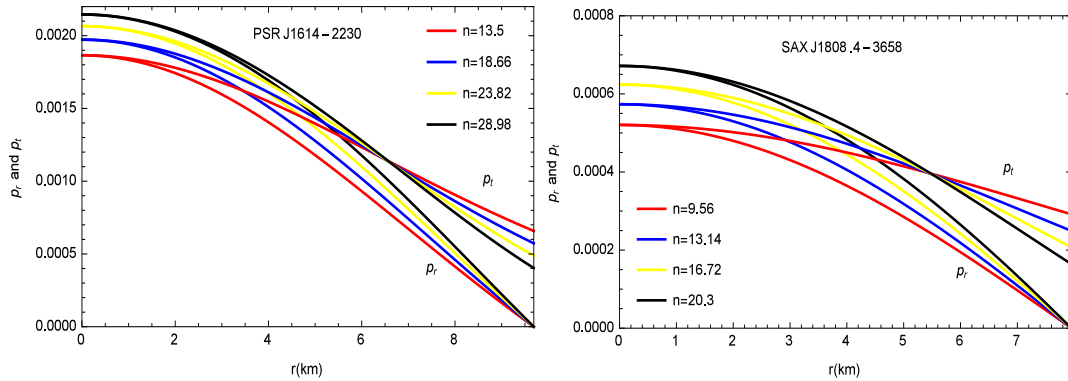 PSR J1614–2230
n=13.5
n=18.66
n=23.82
n=28.98
p_t
p_r
p_r and p_t
0.0020
0.0015
0.0010
0.0005
0.0000
0 2 4 6 8
r(km)
SAX J1808.4–3658
p_t
n=9.56
n=13.14
n=16.72
n=20.3
p_r
p_r and p_t
0.0008
0.0006
0.0004
0.0002
0.0000
0 1 2 3 4 5 6 7
r(km)